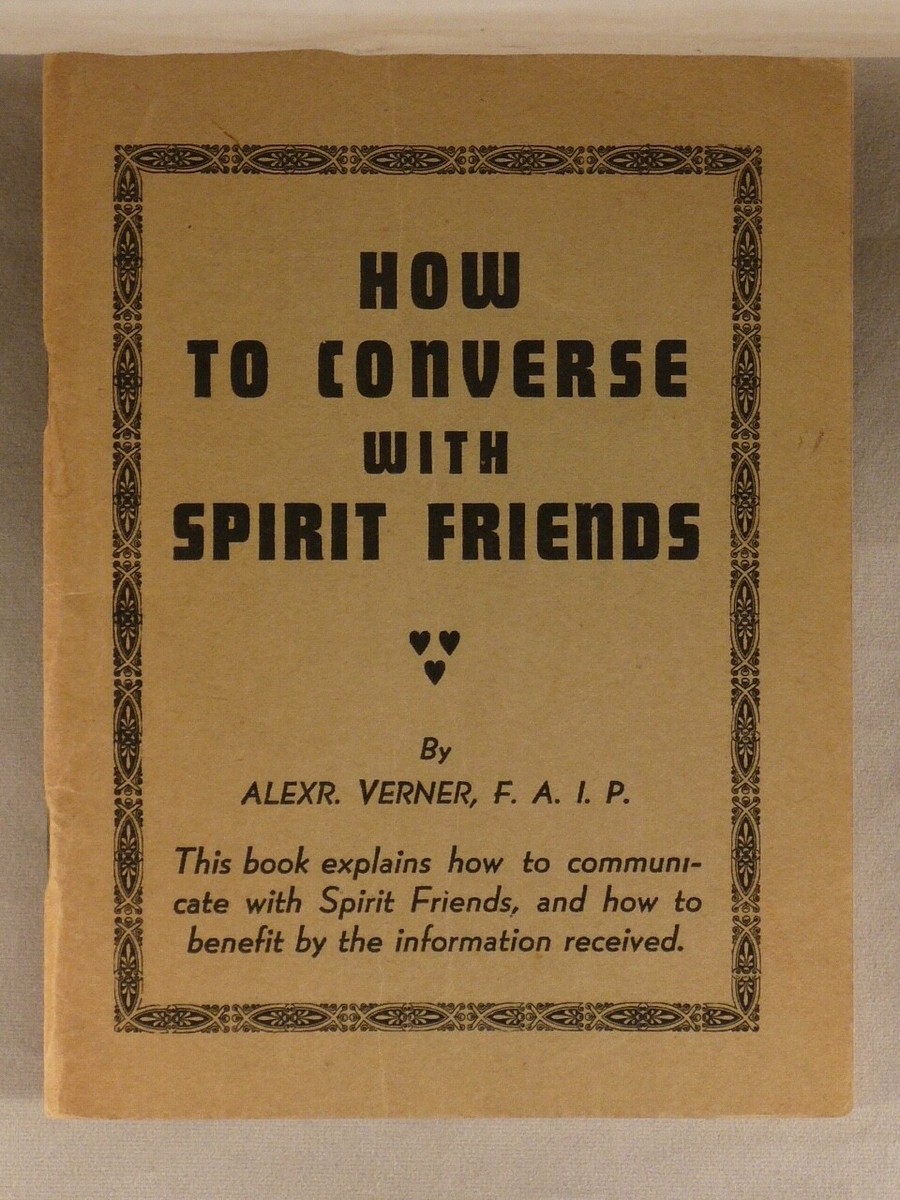 HOW
TO CONVERSE
WITH
SPIRIT FRIENDS
By
ALEXR. VERNER, F. A. I. P.
This book explains how to communi-
cate with Spirit Friends, and how to
benefit by the information received.